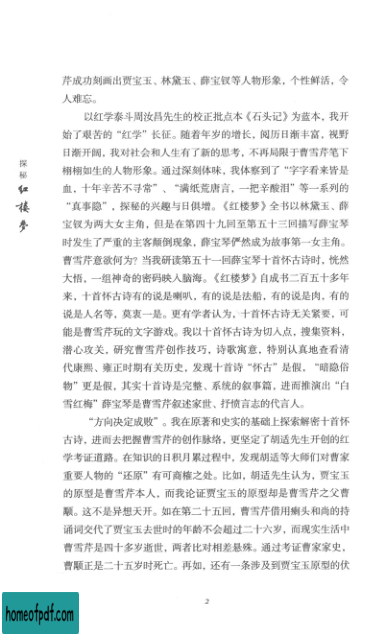 芹成功刻画出贾宝玉、林黛玉、薛宝钗等人物形象，个性鲜活，令
人难忘。
以红学泰斗周汝昌先生的校正批点本《石头记》为蓝本，我开
始了艰苦的“红学”长征。随着年岁的增长，阅历日渐丰富，视野
日渐开阔，我对社会和人生有了新的思考，不再局限于曹雪芹笔下
栩栩如生的人物形象。通过深刻体味，我体察到了“字字看来皆是
血，十年辛苦不寻常”、“满纸荒唐言，一把辛酸泪”等一系列的
“真事隐”，探秘的兴趣与日俱增。《红楼梦》全书以林黛玉、薛
宝钗为两大女主角，但是在第四十九回至第五十三回描写薛宝琴
时发生了严重的主客颠倒现象，薛宝琴俨然成为故事第一女主角。
曹雪芹意欲何为？当我研读第五十一回薛宝琴十首怀古诗时，恍然
大悟，一组神奇的密码映入脑海。《红楼梦》自成书二百五十多年
来，十首怀古诗有的说是喇叭，有的说是法船，有的说是肉，有的
说是人名等，莫衷一是。更有学者认为，十首怀古诗无关紧要，可
能是曹雪芹玩的文字游戏。我以十首怀古诗为切入点，搜集资料，
潜心攻关，研究曹雪芹创作技巧，诗歌寓意，特别认真地查看清
代康熙、雍正时期有关历史，发现十首诗“怀古”是假，“暗隐俗
物”更是假，其实十首诗是完整、系统的叙事篇，进而推演出“白
雪红梅”薛宝琴是曹雪芹叙述家世、抒愤言志的代言人。
“方向决定成败”。我在原著和史实的基础上探索解密十首怀
古诗，进而去把握曹雪芹的创作脉络，更坚定了胡适先生开创的红
学考证道路。在知识的日积月累过程中，发现胡适等大师们对曹家
重要人物的“还原”有可商榷之处。比如，胡适先生认为，贾宝玉
的原型是曹雪芹本人，而我论证贾宝玉的原型却是曹雪芹之父曹
颙。这不是异想天开。如在第二十五回，曹雪芹借用癞头和尚的持
诵词交代了贾宝玉去世时的年龄不会超过二十六岁，而现实生活中
曹雪芹是四十多岁逝世，两者比对相差悬殊。通过考证曹家家史，
曹颙正是二十五岁时死亡。再如，还有一条涉及到贾宝玉原型的伏
探秘红楼梦
2
homeofpdf.com